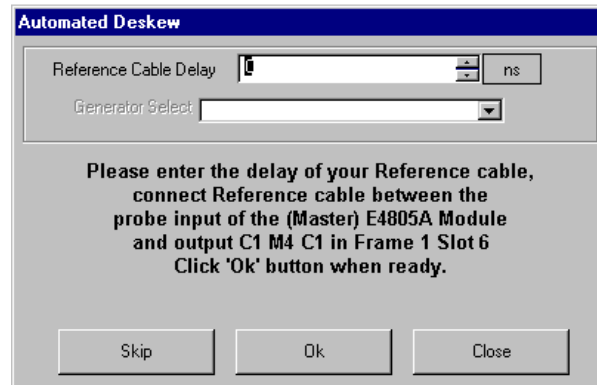 Automated Deskew
Reference Cable Delay
ns
Generator Select
Please enter the delay of your Reference cable,
connect Reference cable between the
probe input of the (Master) E4805A Module
and output C1 M4 C1 in Frame 1 Slot 6
Click 'Ok' button when ready.
Skip Ok Close